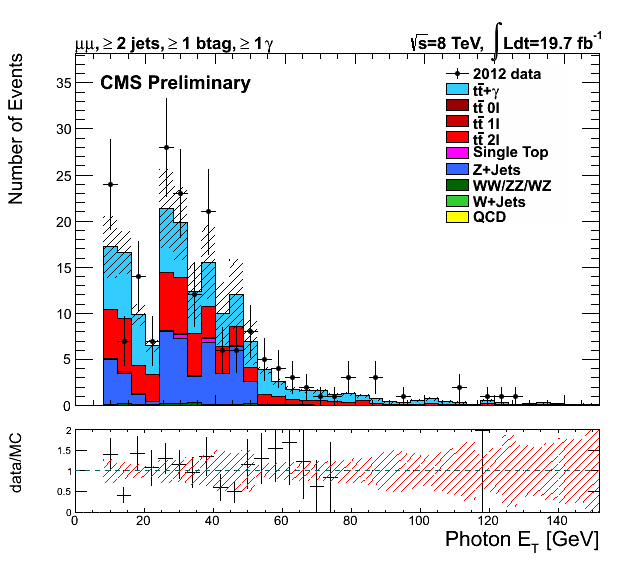 μμ, ≥ 2 jets, ≥ 1 btag, ≥ 1γ
√s=8 TeV, ∫Ldt=19.7 fb⁻¹
CMS Preliminary
2012 data
tt̄+γ
tt̄ 0l
tt̄ 1l
tt̄ 2l
Single Top
Z+Jets
WW/ZZ/WZ
W+Jets
QCD
Number of Events
35
30
25
20
15
10
5
0
data/MC
2
1.5
1
0.5
0
0 20 40 60 80 100 120 140
Photon E_T [GeV]